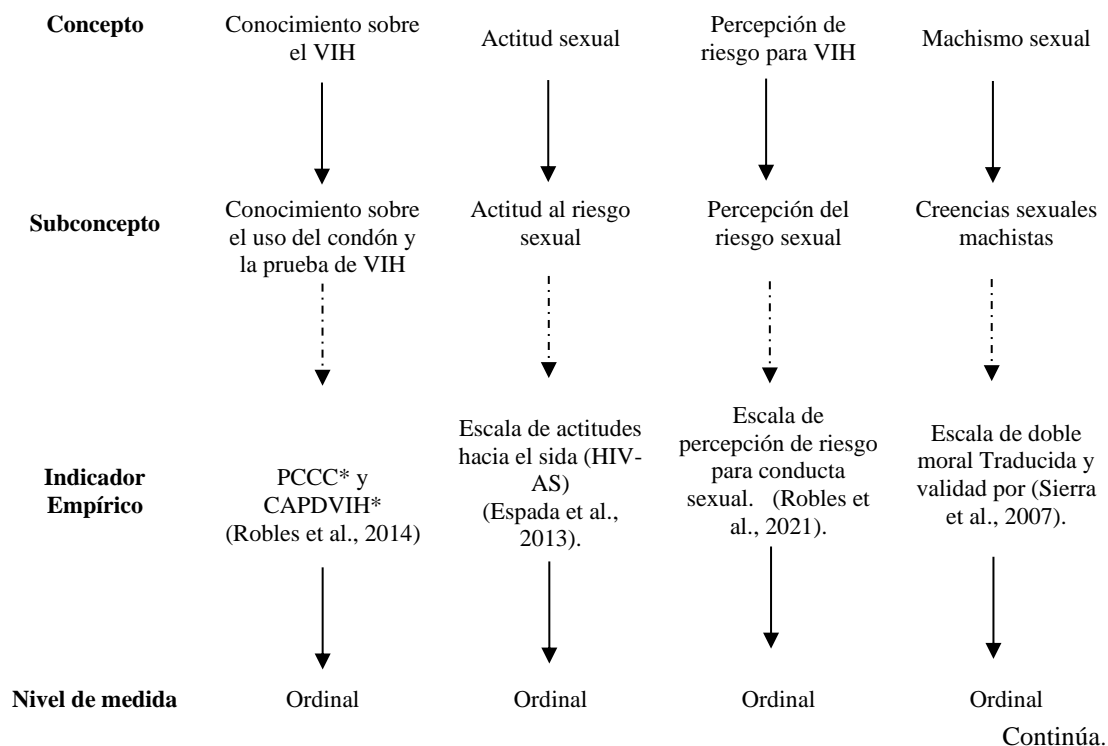 Concepto
Conocimiento sobre
el VIH
Actitud sexual
Percepción de
riesgo para VIH
Machismo sexual
Subconcepto
Conocimiento sobre
el uso del condón y
la prueba de VIH
Actitud al riesgo
sexual
Percepción del
riesgo sexual
Creencias sexuales
machistas
Indicador
Empírico
PCCC* y
CAPDVIH*
(Robles et al., 2014)
Escala de actitudes
hacia el sida (HIV-
AS)
(Espada et al.,
2013).
Escala de
percepción de riesgo
para conducta
sexual. (Robles et
al., 2021).
Escala de doble
moral Traducida y
validad por (Sierra
et al., 2007).
Nivel de medida
Ordinal
Ordinal
Ordinal
Ordinal
Continúa.